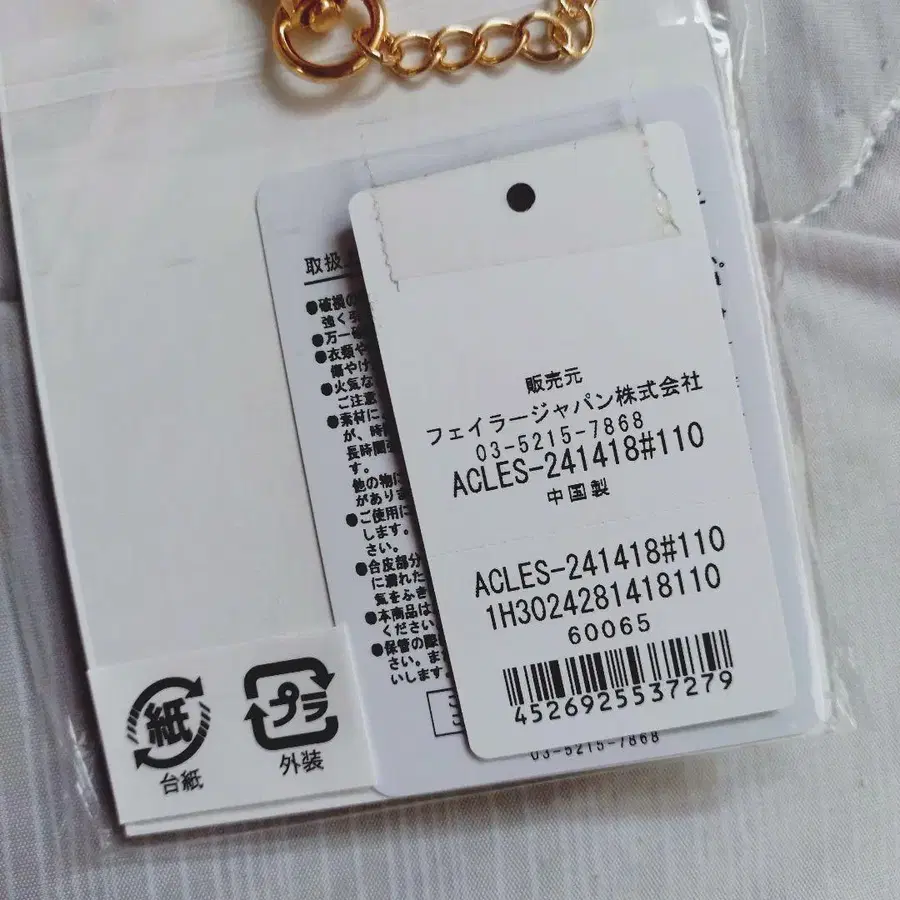 取扱
●破損の
強く引
●万一
●衣類や
傷やけ
●火気な
ご注意
●素材に
が、時
長時間
す。
他の物に
がありま
●ご使用に
します。
さい。
●合皮部分
に濡れた
気をふき
●本商品は
ください
●保管の際
さい。ま
いします
販売元
フェイラージャパン株式会社
03-5215-7868
ACLES-241418#110
中国製
ACLES-241418#110
1H3024281418110
60065
4526925537279
03-5215-7868
紙
台紙
プラ
外装